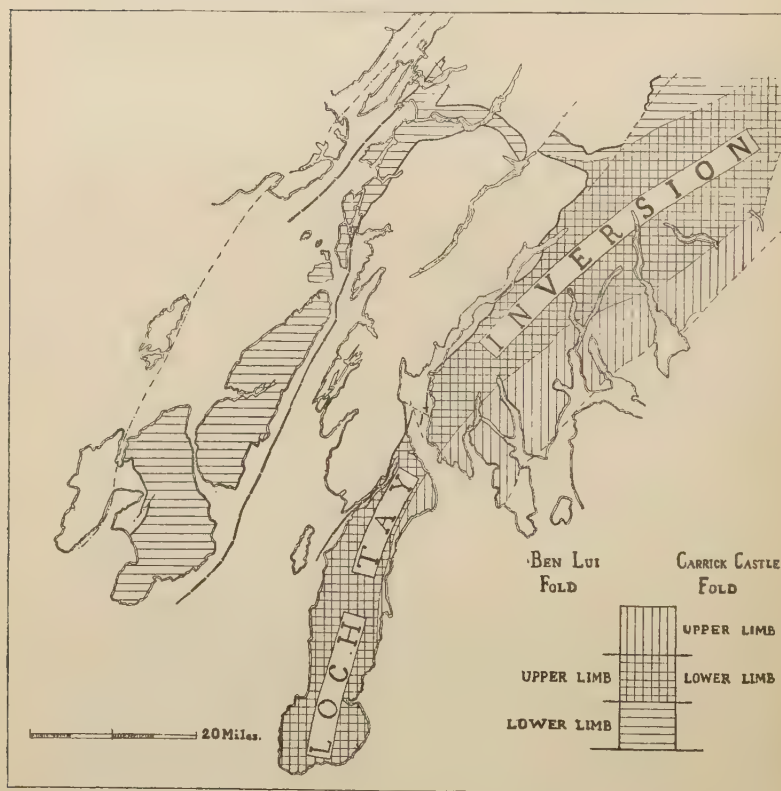 LOCH TAY INVERSION
BEN LUI
FOLD
CARRICK CASTLE
FOLD
UPPER LIMB
UPPER LIMB
LOWER LIMB
LOWER LIMB
20 Miles.